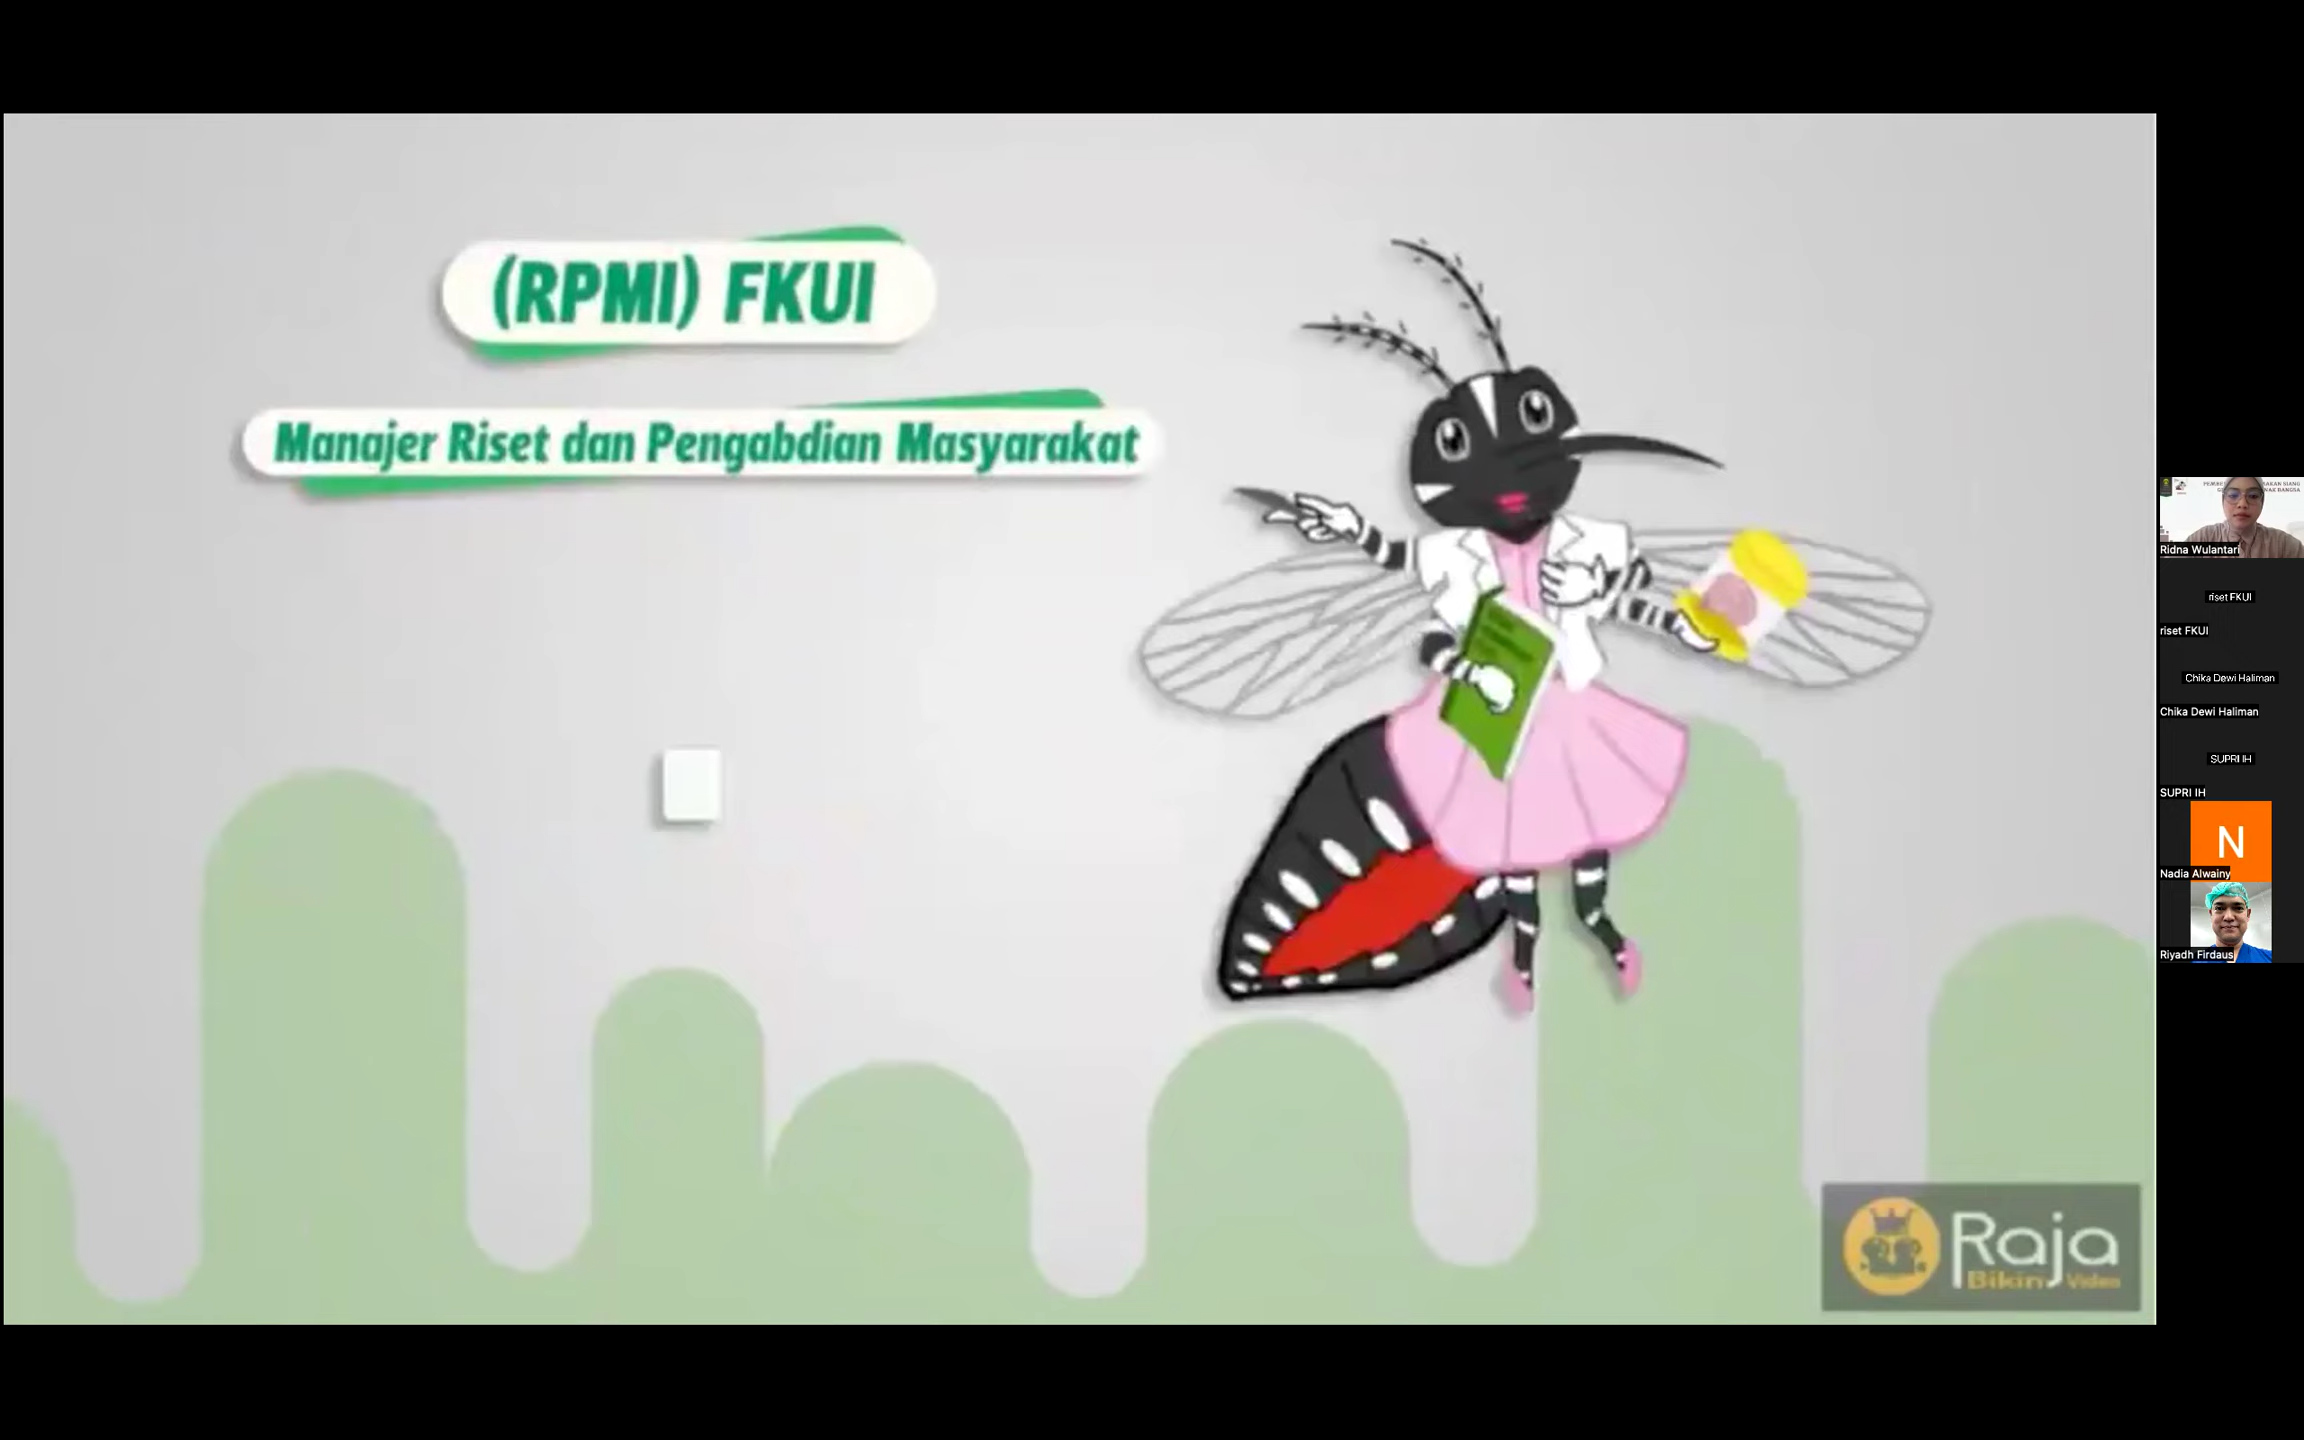 (RPMI) FKUI
Manajer Riset dan Pengabdian Masyarakat
Raja
Bikin Video
Ridna Wulantari
riset FKUI
riset FKUI
Chika Dewi Haliman
Chika Dewi Haliman
SUPRI IH
SUPRI IH
N
Nadia Alwainy
Riyadh Firdaus